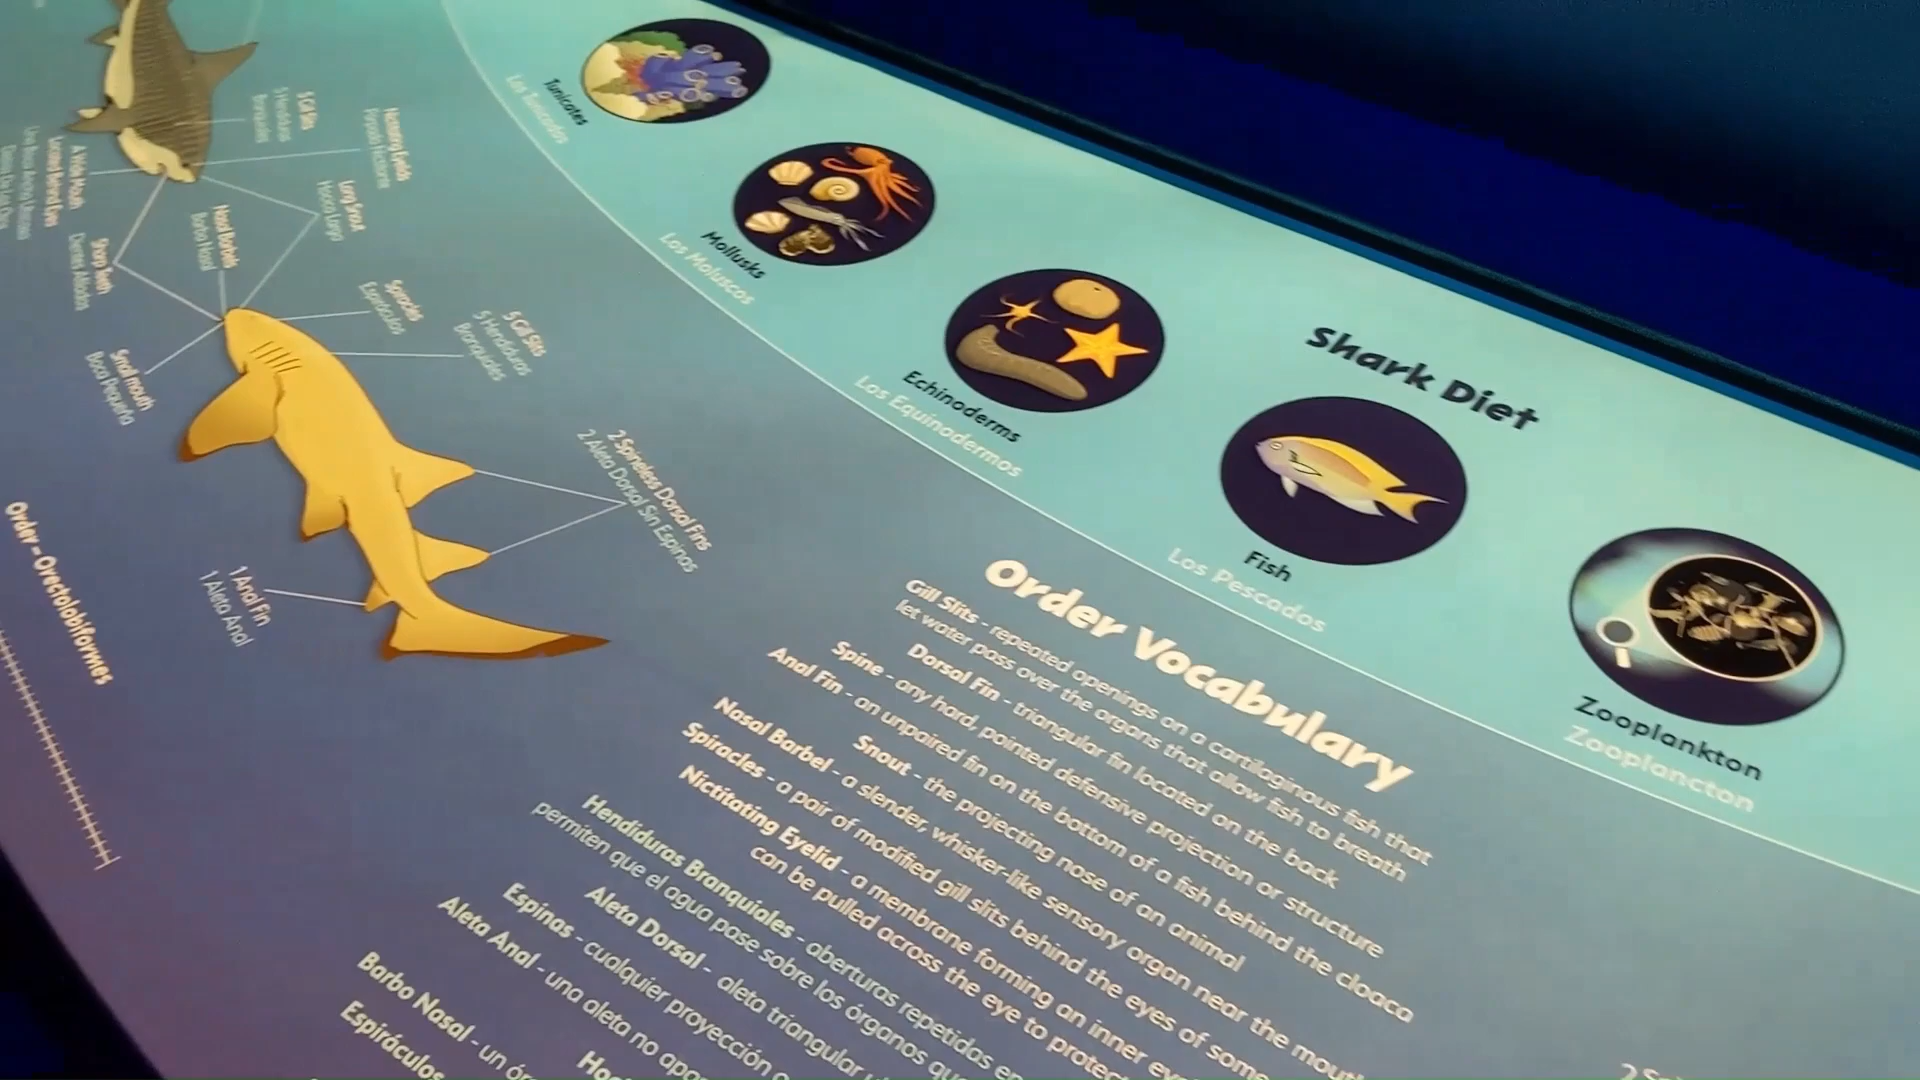 Tunicates
Los Tunicados
Mollusks
Los Moluscos
Echinoderms
Los Equinodermos
Shark Diet
Fish
Los Pescados
Zooplankton
Zooplancton
5 Gill Slits
5 Hendiduras
Branquiales
Long Snout
Hocico Largo
Nasal Barbels
Barbo Nasal
Sharp Teeth
Dientes Afilados
Small mouth
Boca Pequeña
Spiracles
Espiráculos
5 Gill Slits
5 Hendiduras
Branquiales
2 Spineless Dorsal Fins
2 Aleta Dorsal Sin Espinas
1 Anal Fin
1 Aleta Anal
Order - Orectolobiformes
Order Vocabulary
Gill Slits - repeated openings on a cartilaginous fish that
let water pass over the organs that allow fish to breath
Dorsal Fin - triangular fin located on the back
Spine - any hard, pointed defensive projection or structure
Anal Fin - an unpaired fin on the bottom of a fish behind the cloaca
Snout - the projecting nose of an animal
Nasal Barbel - a slender, whisker-like sensory organ near the mouth
Spiracles - a pair of modified gill slits behind the eyes of some
Nictitating Eyelid - a membrane forming an inner
can be pulled across the eye to protect
Hendiduras Branquiales - aberturas repetidas en
permiten que el agua pase sobre los órganos que
Aleta Dorsal - aleta triangular
Espinas - cualquier proyección
Aleta Anal - una aleta no
Barbo Nasal - un
Espiráculos